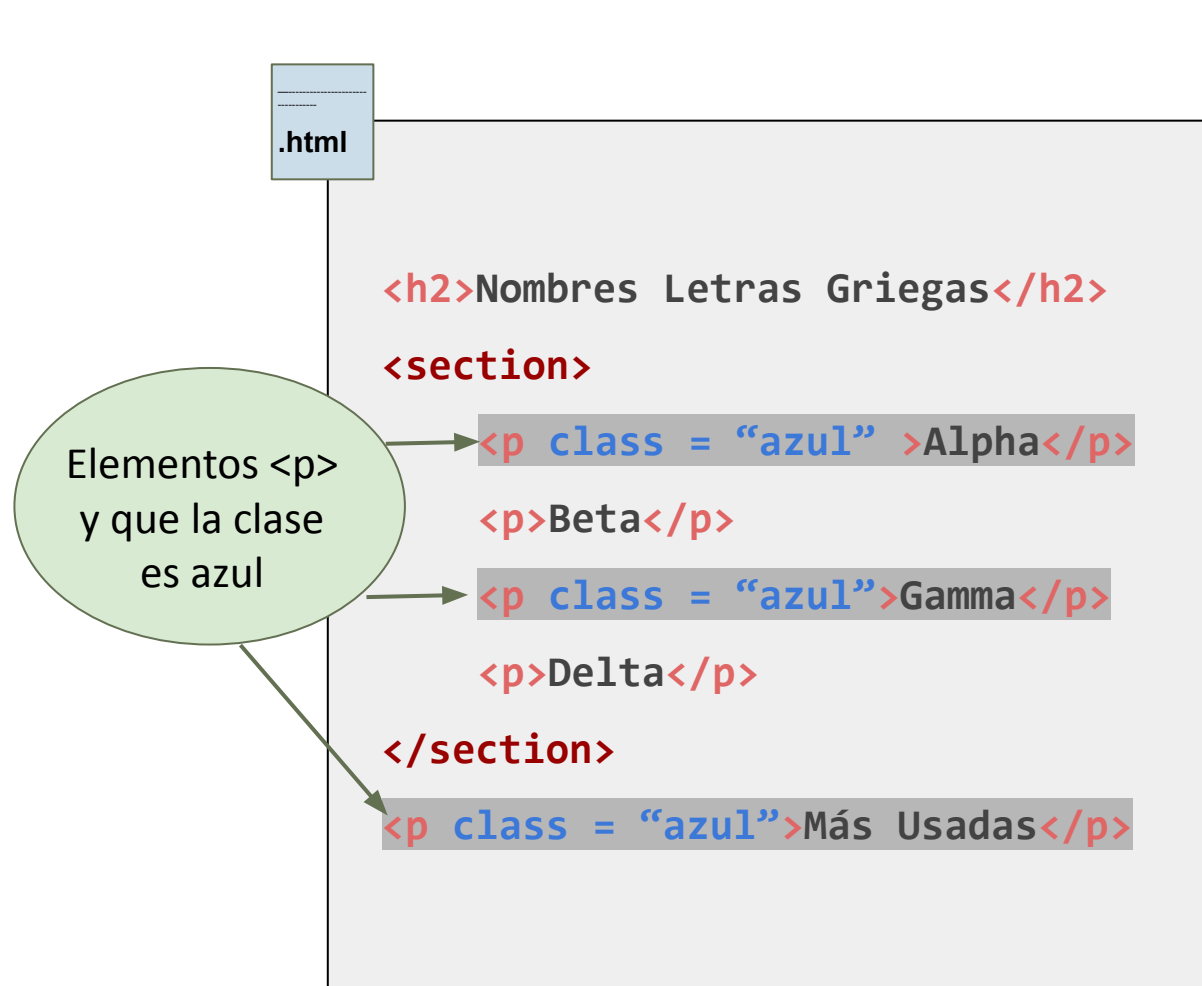 .html
<h2>Nombres Letras Griegas</h2>
<section>
<p class = “azul” >Alpha</p>
<p>Beta</p>
<p class = “azul”>Gamma</p>
<p>Delta</p>
</section>
<p class = “azul”>Más Usadas</p>
Elementos <p>
y que la clase
es azul